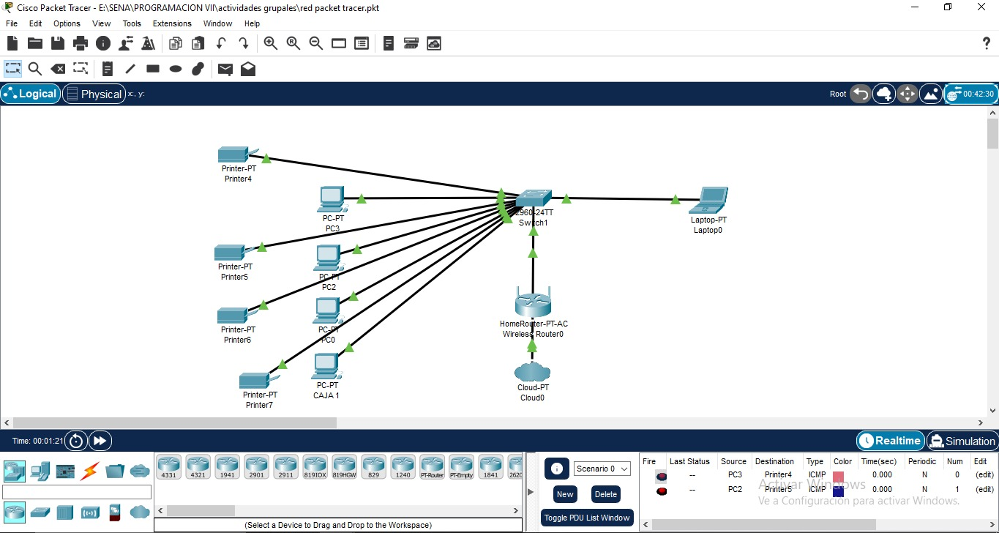 Cisco Packet Tracer - E:\SENA\PROGRAMACION VII\actividades grupales\red packet tracer.pkt
File Edit Options View Tools Extensions Window Help
?
Logical Physical x:, y: Root 00:42:30
Printer-PT
Printer4
PC-PT
PC3
2960-24TT
Switch1
Laptop-PT
Laptop0
Printer-PT
Printer5
PC-PT
PC2
Printer-PT
Printer6
PC-PT
PC0
HomeRouter-PT-AC
Wireless Router0
Printer-PT
Printer7
PC-PT
CAJA 1
Cloud-PT
Cloud0
Time: 00:01:21 Realtime Simulation
4331 4321 1941 2901 2911 819IOX 819HGW 829 1240 PT-Router PT-Empty 1841 2620
(Select a Device to Drag and Drop to the Workspace)
Scenario 0
New Delete
Toggle PDU List Window
Fire Last Status Source Destination Type Color Time(sec) Periodic Num Edit
-- PC3 Printer4 ICMP 0.000 N 0 (edit)
-- PC2 Printer5 ICMP 0.000 N 1 (edit)
Activar Windows
Ve a Configuración para activar Windows.